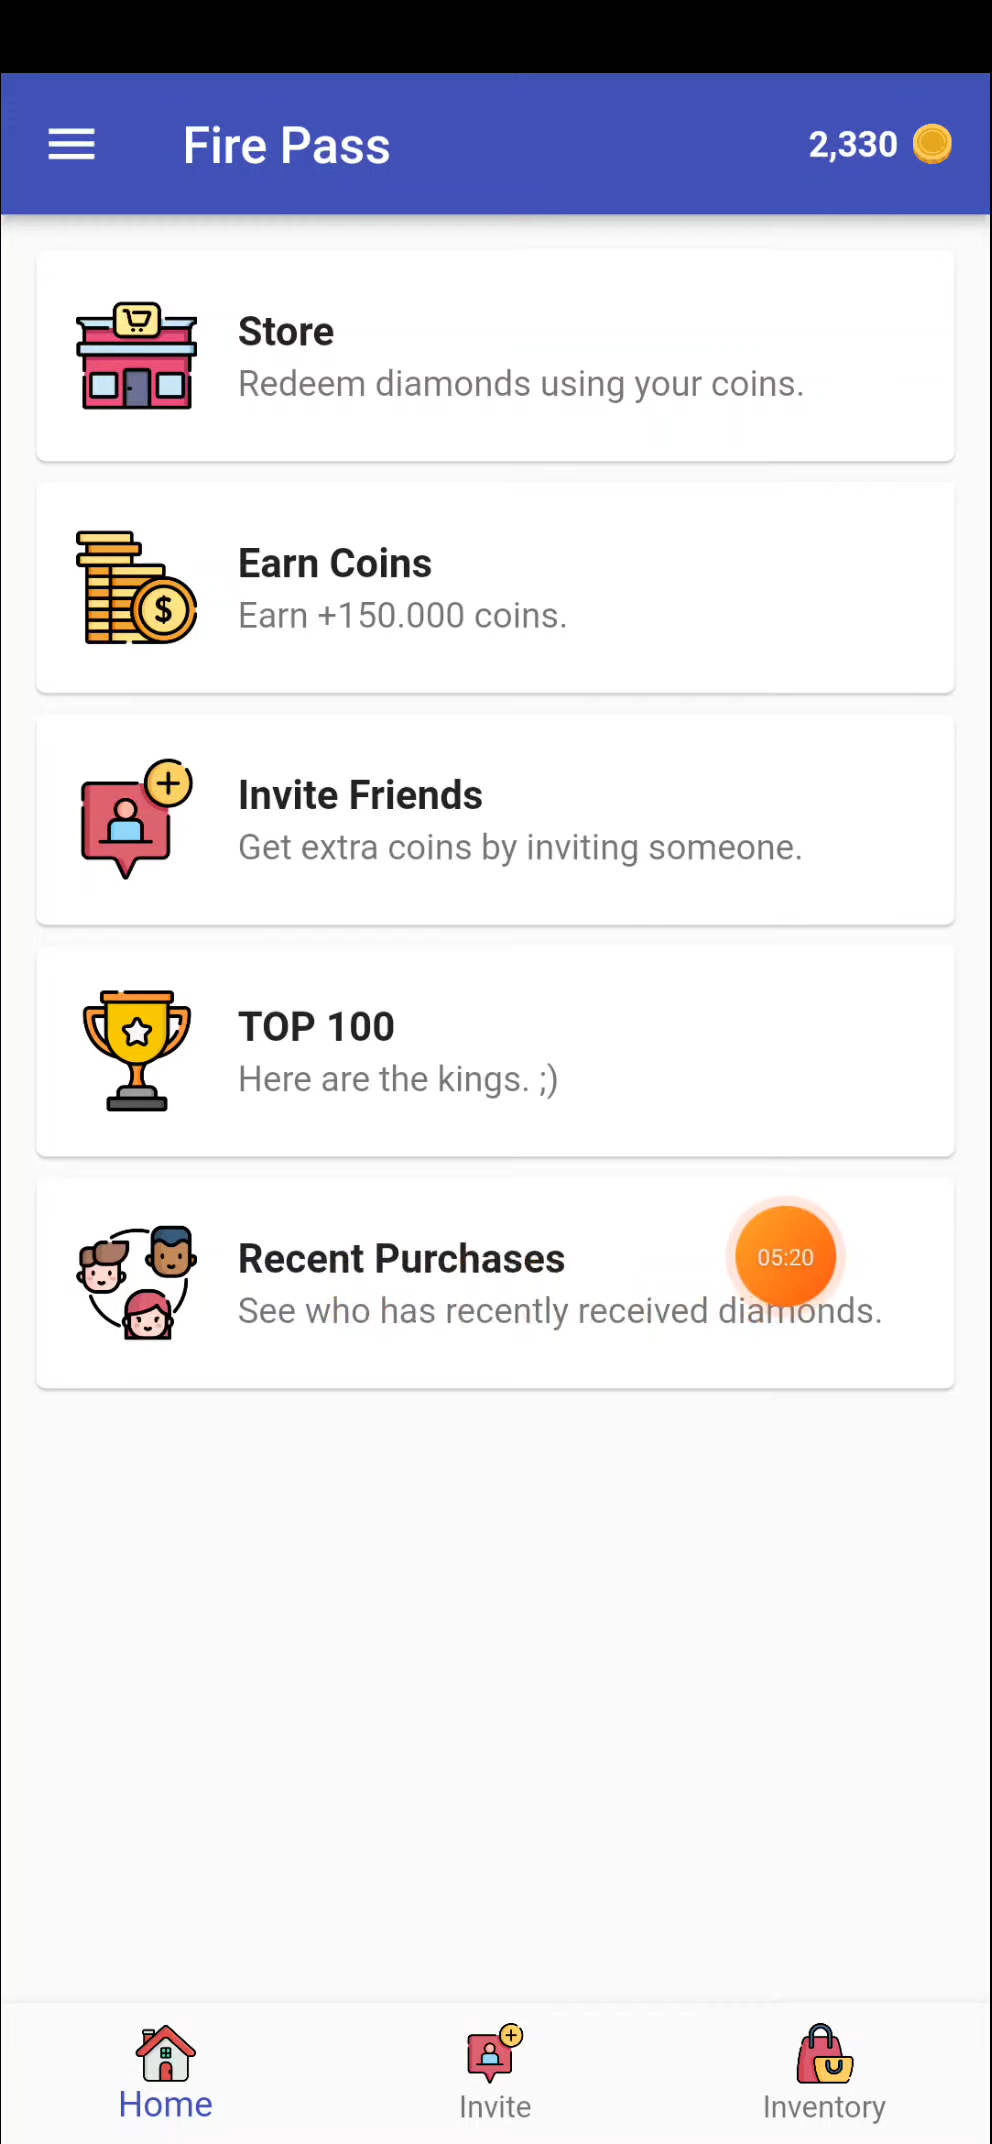 Fire Pass
2,330
Store
Redeem diamonds using your coins.
Earn Coins
Earn +150.000 coins.
Invite Friends
Get extra coins by inviting someone.
TOP 100
Here are the kings. ;)
Recent Purchases
05:20
See who has recently received diamonds.
Home
Invite
Inventory